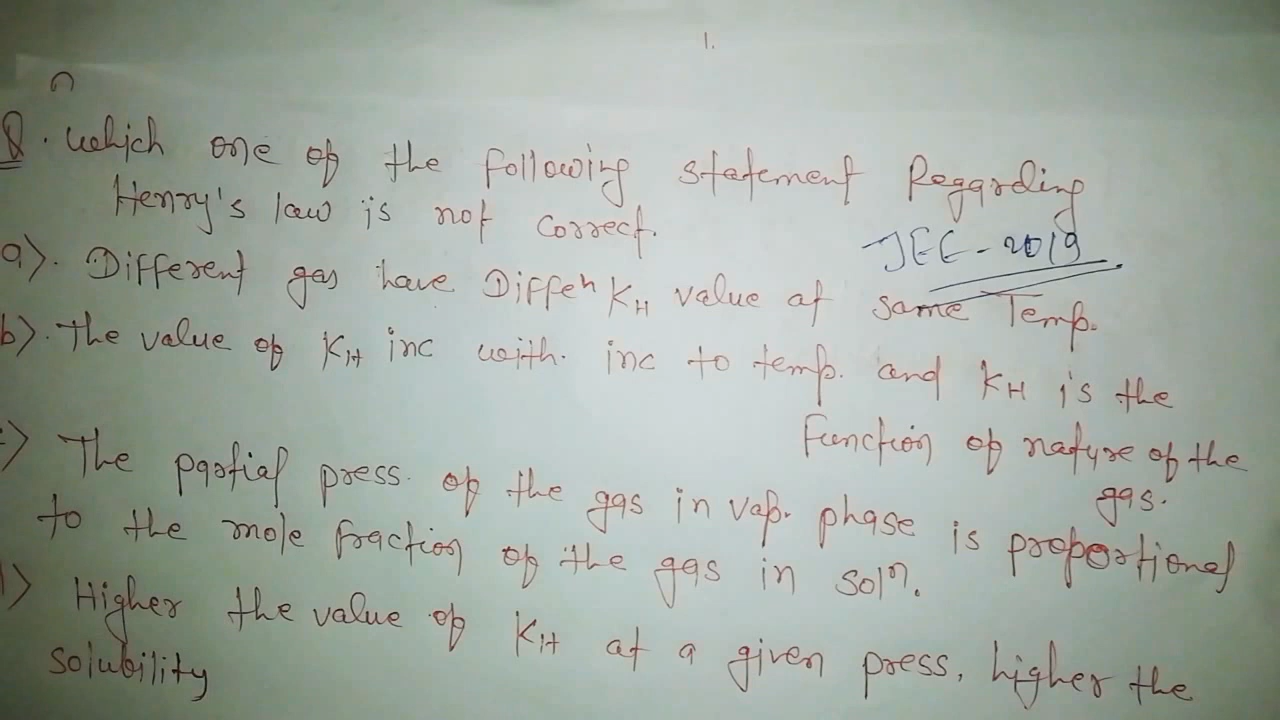 1.
Q. which one of the following statement Regarding
Henry's law is not correct.
JEE - 2019
a). Different gas have Differn KH value at same Temp.
b). The value of KH inc with. inc to temp. and KH is the
function of nature of the
gas.
c) The partial press. of the gas in vap. phase is proportional
to the mole fraction of the gas in solⁿ.
d) Higher the value of KH at a given press, higher the
solubility